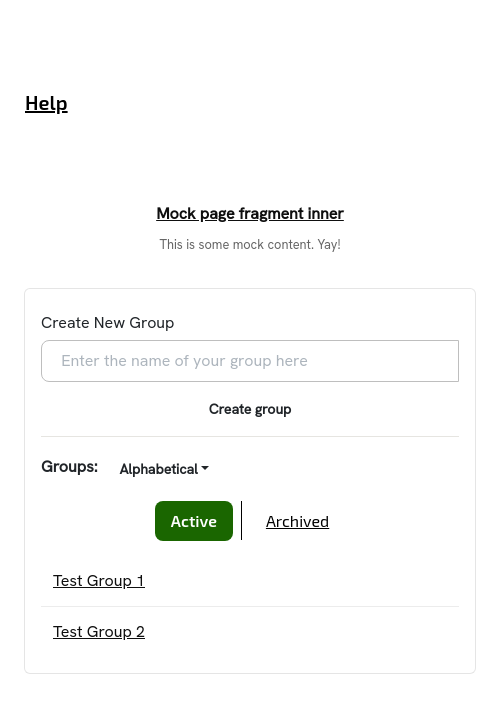 Help
Mock page fragment inner
This is some mock content. Yay!
Create New Group
Enter the name of your group here
Create group
Groups: Alphabetical
Active Archived
Test Group 1
Test Group 2